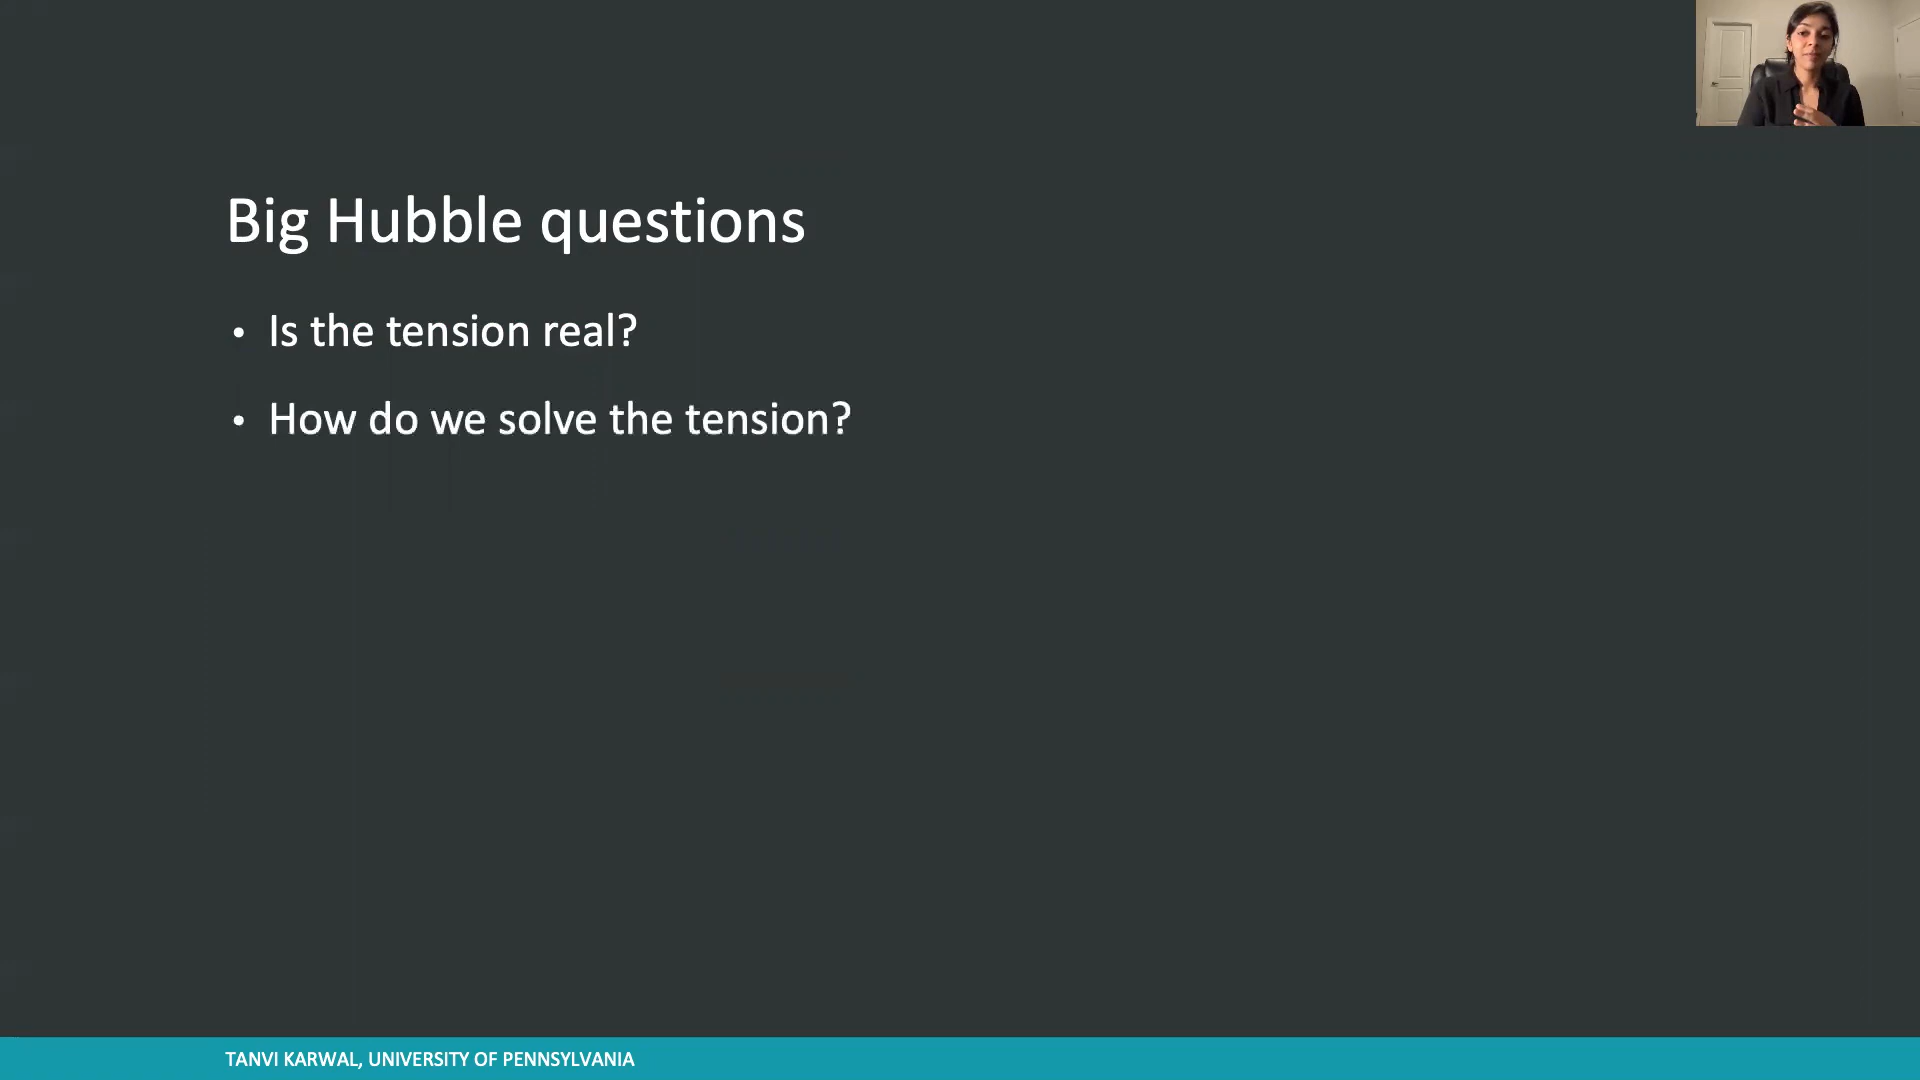 Big Hubble questions
• Is the tension real?
• How do we solve the tension?
TANVI KARWAL, UNIVERSITY OF PENNSYLVANIA